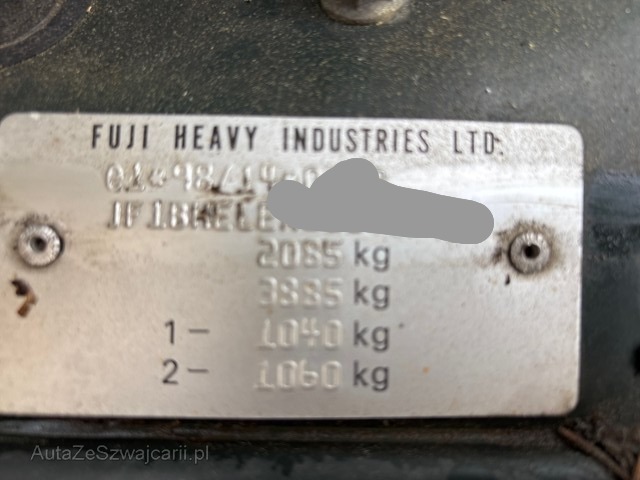 FUJI HEAVY INDUSTRIES LTD.
2085 kg
3885 kg
1- 1040 kg
2- 1060 kg
AutaZeSzwajcarii.pl